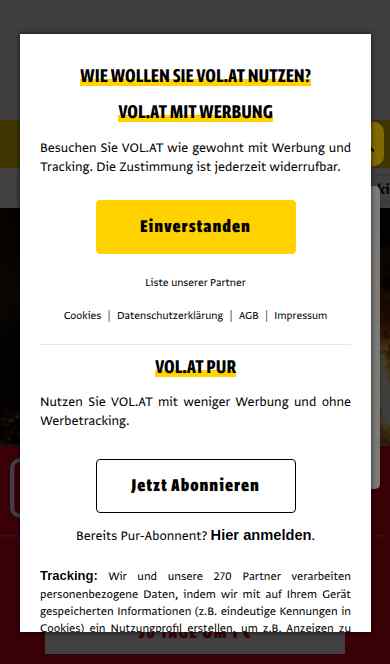 WIE WOLLEN SIE VOL.AT NUTZEN?
VOL.AT MIT WERBUNG
Besuchen Sie VOL.AT wie gewohnt mit Werbung und
Tracking. Die Zustimmung ist jederzeit widerrufbar.
Einverstanden
Liste unserer Partner
Cookies | Datenschutzerklärung | AGB | Impressum
VOL.AT PUR
Nutzen Sie VOL.AT mit weniger Werbung und ohne
Werbetracking.
Jetzt Abonnieren
Bereits Pur-Abonnent? Hier anmelden.
Tracking: Wir und unsere 270 Partner verarbeiten
personenbezogene Daten, indem wir mit auf Ihrem Gerät
gespeicherten Informationen (z.B. eindeutige Kennungen in
Cookies) ein Nutzungsprofil erstellen, um z.B. Anzeigen zu